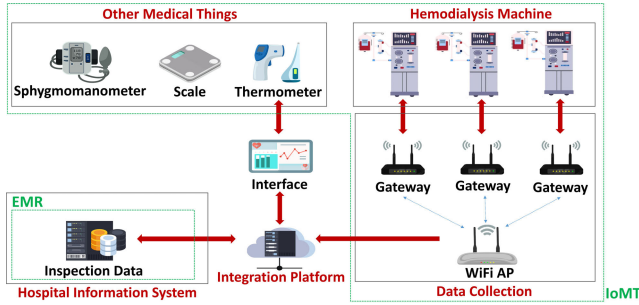 Other Medical Things
Hemodialysis Machine
Sphygmomanometer
Scale
Thermometer
Interface
Gateway
Gateway
Gateway
EMR
Inspection Data
Integration Platform
WiFi AP
Hospital Information System
Data Collection
IoMT